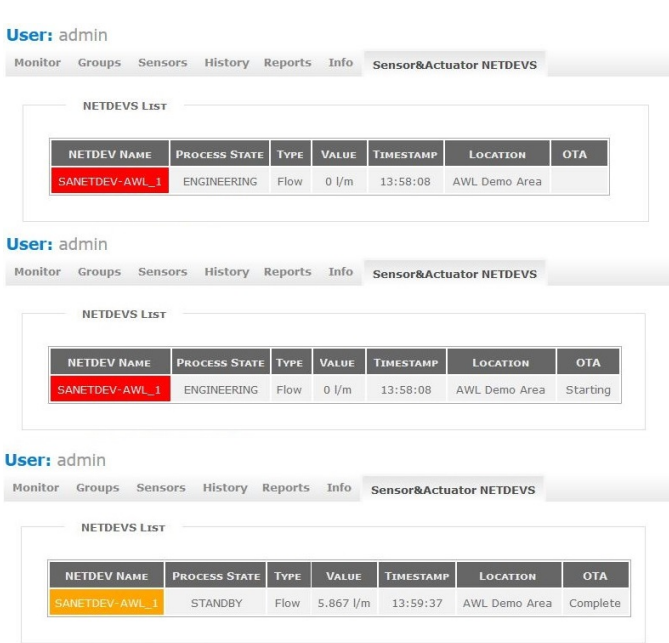 User: admin
Monitor Groups Sensors History Reports Info Sensor&Actuator NETDEVS
NETDEVS List
NETDEV Name Process State Type Value Timestamp Location OTA
SANETDEV-AWL_1 ENGINEERING Flow 0 l/m 13:58:08 AWL Demo Area
User: admin
Monitor Groups Sensors History Reports Info Sensor&Actuator NETDEVS
NETDEVS List
NETDEV Name Process State Type Value Timestamp Location OTA
SANETDEV-AWL_1 ENGINEERING Flow 0 l/m 13:58:08 AWL Demo Area Starting
User: admin
Monitor Groups Sensors History Reports Info Sensor&Actuator NETDEVS
NETDEVS List
NETDEV Name Process State Type Value Timestamp Location OTA
SANETDEV-AWL_1 STANDBY Flow 5.867 l/m 13:59:37 AWL Demo Area Complete